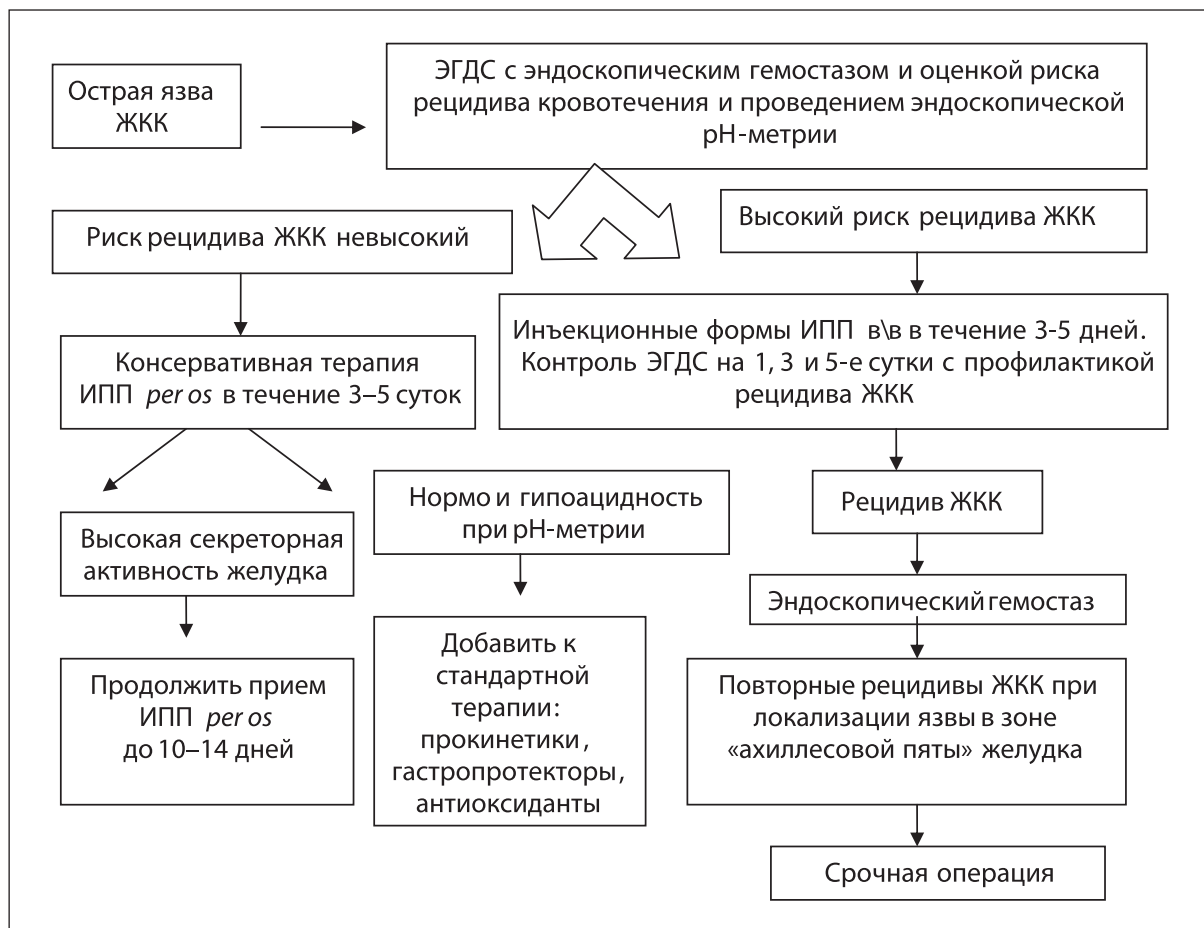 Острая язва
ЖКК
ЭГДС с эндоскопическим гемостазом и оценкой риска
рецидива кровотечения и проведением эндоскопической
pH-метрии
Риск рецидива ЖКК невысокий
Высокий риск рецидива ЖКК
Консервативная терапия
ИПП per os в течение 3–5 суток
Инъекционные формы ИПП в\в в течение 3-5 дней.
Контроль ЭГДС на 1, 3 и 5-е сутки с профилактикой
рецидива ЖКК
Высокая секреторная
активность желудка
Нормо и гипоацидность
при pH-метрии
Рецидив ЖКК
Эндоскопический гемостаз
Продолжить прием
ИПП per os
до 10–14 дней
Добавить к
стандартной
терапии:
прокинетики,
гастропротекторы,
антиоксиданты
Повторные рецидивы ЖКК при
локализации язвы в зоне
«ахиллесовой пяты» желудка
Срочная операция